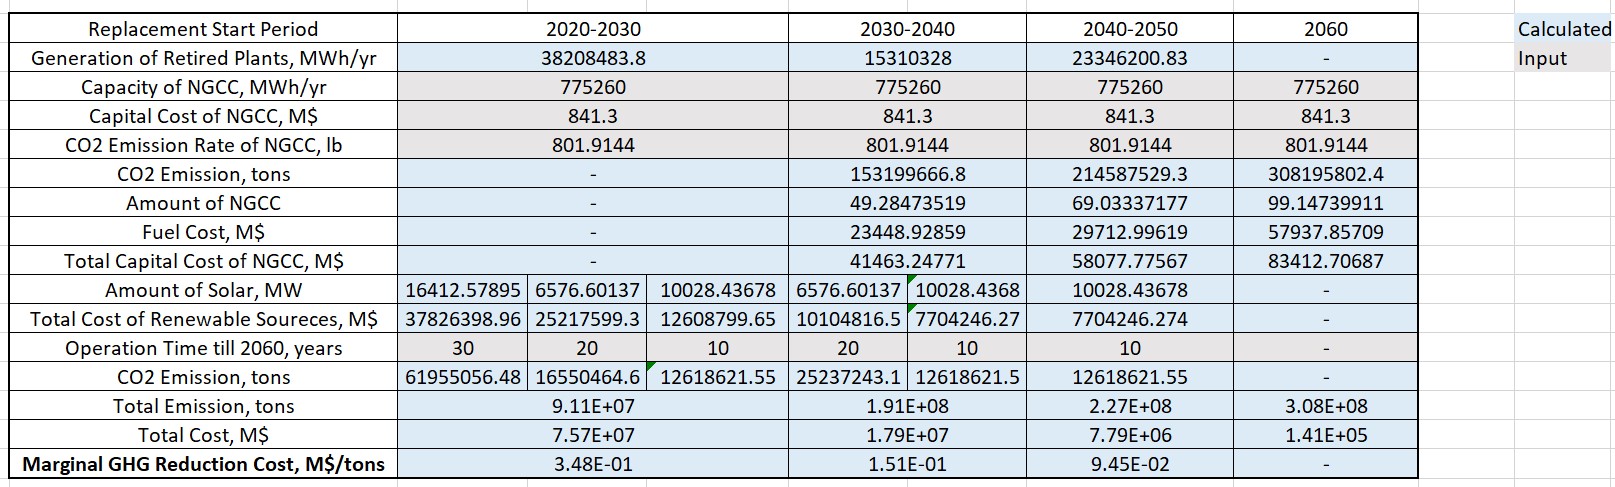 Replacement Start Period 2020-2030 2030-2040 2040-2050 2060 Calculated
Generation of Retired Plants, MWh/yr 38208483.8 15310328 23346200.83 - Input
Capacity of NGCC, MWh/yr 775260 775260 775260 775260
Capital Cost of NGCC, M$ 841.3 841.3 841.3 841.3
CO2 Emission Rate of NGCC, lb 801.9144 801.9144 801.9144 801.9144
CO2 Emission, tons - 153199666.8 214587529.3 308195802.4
Amount of NGCC - 49.28473519 69.03337177 99.14739911
Fuel Cost, M$ - 23448.92859 29712.99619 57937.85709
Total Capital Cost of NGCC, M$ - 41463.24771 58077.77567 83412.70687
Amount of Solar, MW 16412.57895 6576.60137 10028.43678 6576.60137 10028.4368 10028.43678 -
Total Cost of Renewable Soureces, M$ 37826398.96 25217599.3 12608799.65 10104816.5 7704246.27 7704246.274 -
Operation Time till 2060, years 30 20 10 20 10 10 -
CO2 Emission, tons 61955056.48 16550464.6 12618621.55 25237243.1 12618621.5 12618621.55 -
Total Emission, tons 9.11E+07 1.91E+08 2.27E+08 3.08E+08
Total Cost, M$ 7.57E+07 1.79E+07 7.79E+06 1.41E+05
Marginal GHG Reduction Cost, M$/tons 3.48E-01 1.51E-01 9.45E-02 -